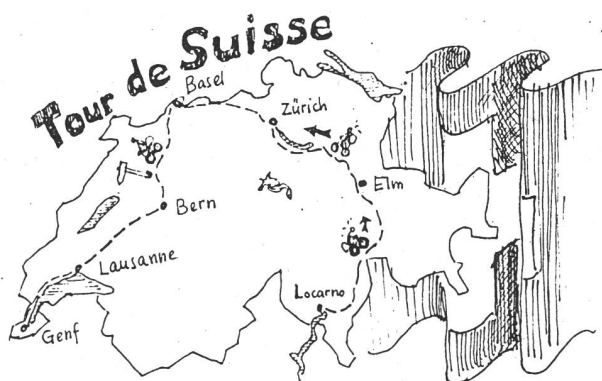 Tour de Suisse
Basel
Zürich
Elm
Bern
Lausanne
Locarno
Genf